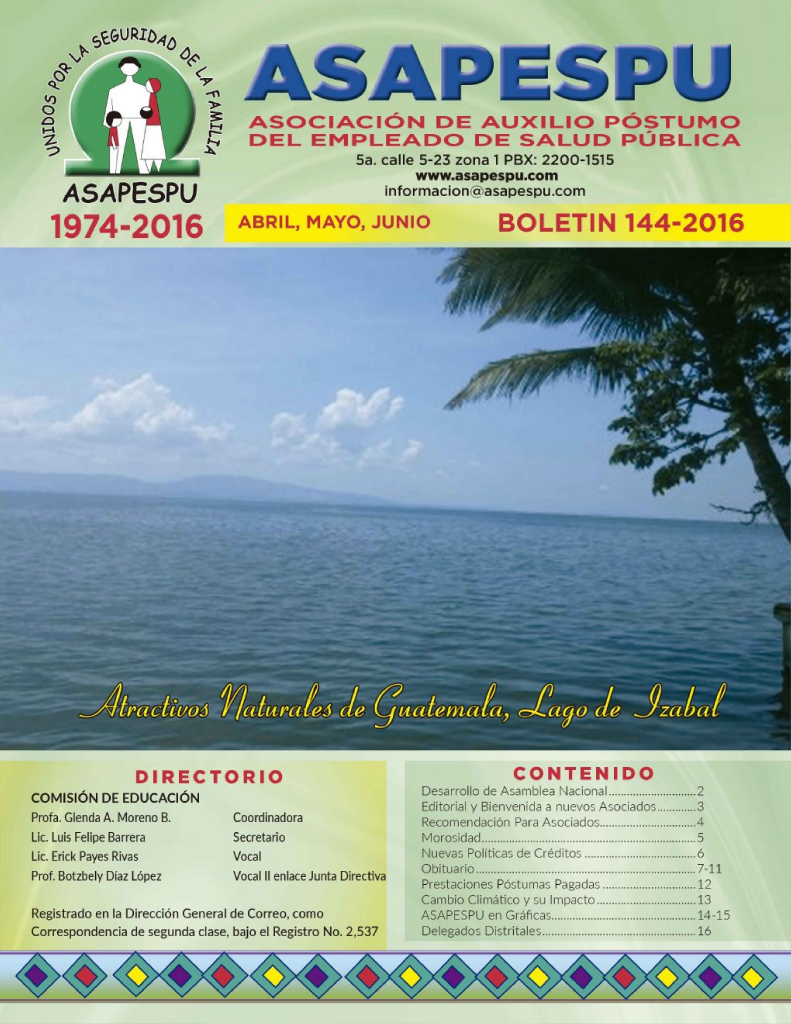 UNIDOS POR LA SEGURIDAD DE LA FAMILIA
ASAPESPU
1974-2016
ASAPESPU
ASOCIACIÓN DE AUXILIO PÓSTUMO
DEL EMPLEADO DE SALUD PÚBLICA
5a. calle 5-23 zona 1 PBX: 2200-1515
www.asapespu.com
informacion@asapespu.com
ABRIL, MAYO, JUNIO BOLETIN 144-2016
Atractivos Naturales de Guatemala, Lago de Izabal
DIRECTORIO
COMISIÓN DE EDUCACIÓN
Profa. Glenda A. Moreno B. Coordinadora
Lic. Luis Felipe Barrera Secretario
Lic. Erick Payes Rivas Vocal
Prof. Botzbely Díaz López Vocal II enlace Junta Directiva
Registrado en la Dirección General de Correo, como
Correspondencia de segunda clase, bajo el Registro No. 2,537
CONTENIDO
Desarrollo de Asamblea Nacional..........................2
Editorial y Bienvenida a nuevos Asociados............3
Recomendación Para Asociados.............................4
Morosidad................................................................5
Nuevas Políticas de Créditos .................................6
Obituario..................................................................7-11
Prestaciones Póstumas Pagadas ............................12
Cambio Climático y su Impacto..............................13
ASAPESPU en Gráficas............................................14-15
Delegados Distritales..............................................16